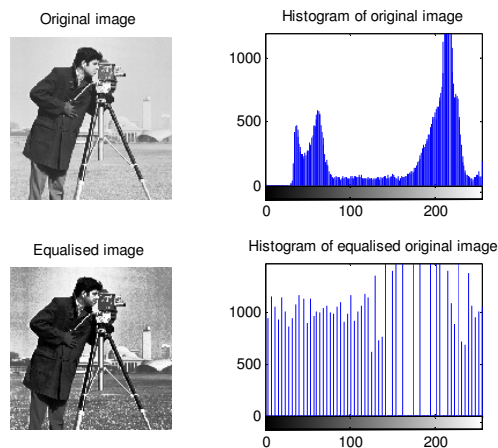 Original image
Histogram of original image
1000
500
0
0 100 200
Equalised image
Histogram of equalised original image
1000
500
0
0 100 200